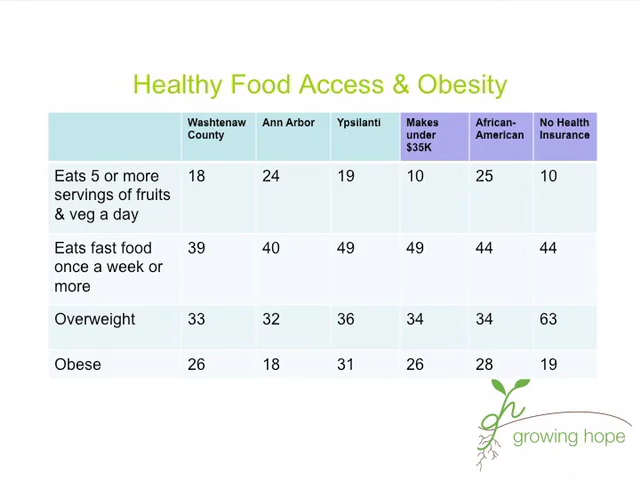 Healthy Food Access & Obesity
Washtenaw County Ann Arbor Ypsilanti Makes under $35K African-American No Health Insurance
Eats 5 or more servings of fruits & veg a day 18 24 19 10 25 10
Eats fast food once a week or more 39 40 49 49 44 44
Overweight 33 32 36 34 34 63
Obese 26 18 31 26 28 19
gh
growing hope